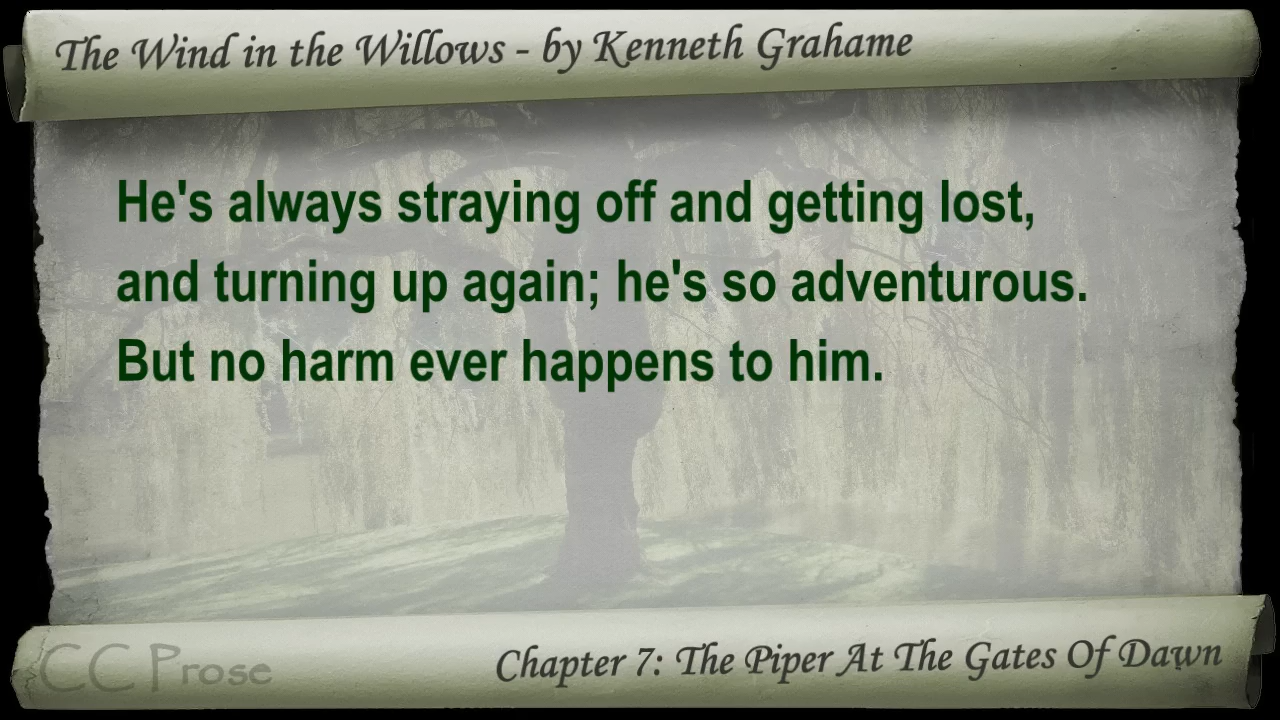 The Wind in the Willows - by Kenneth Grahame
He's always straying off and getting lost,
and turning up again; he's so adventurous.
But no harm ever happens to him.
CC Prose
Chapter 7: The Piper At The Gates Of Dawn